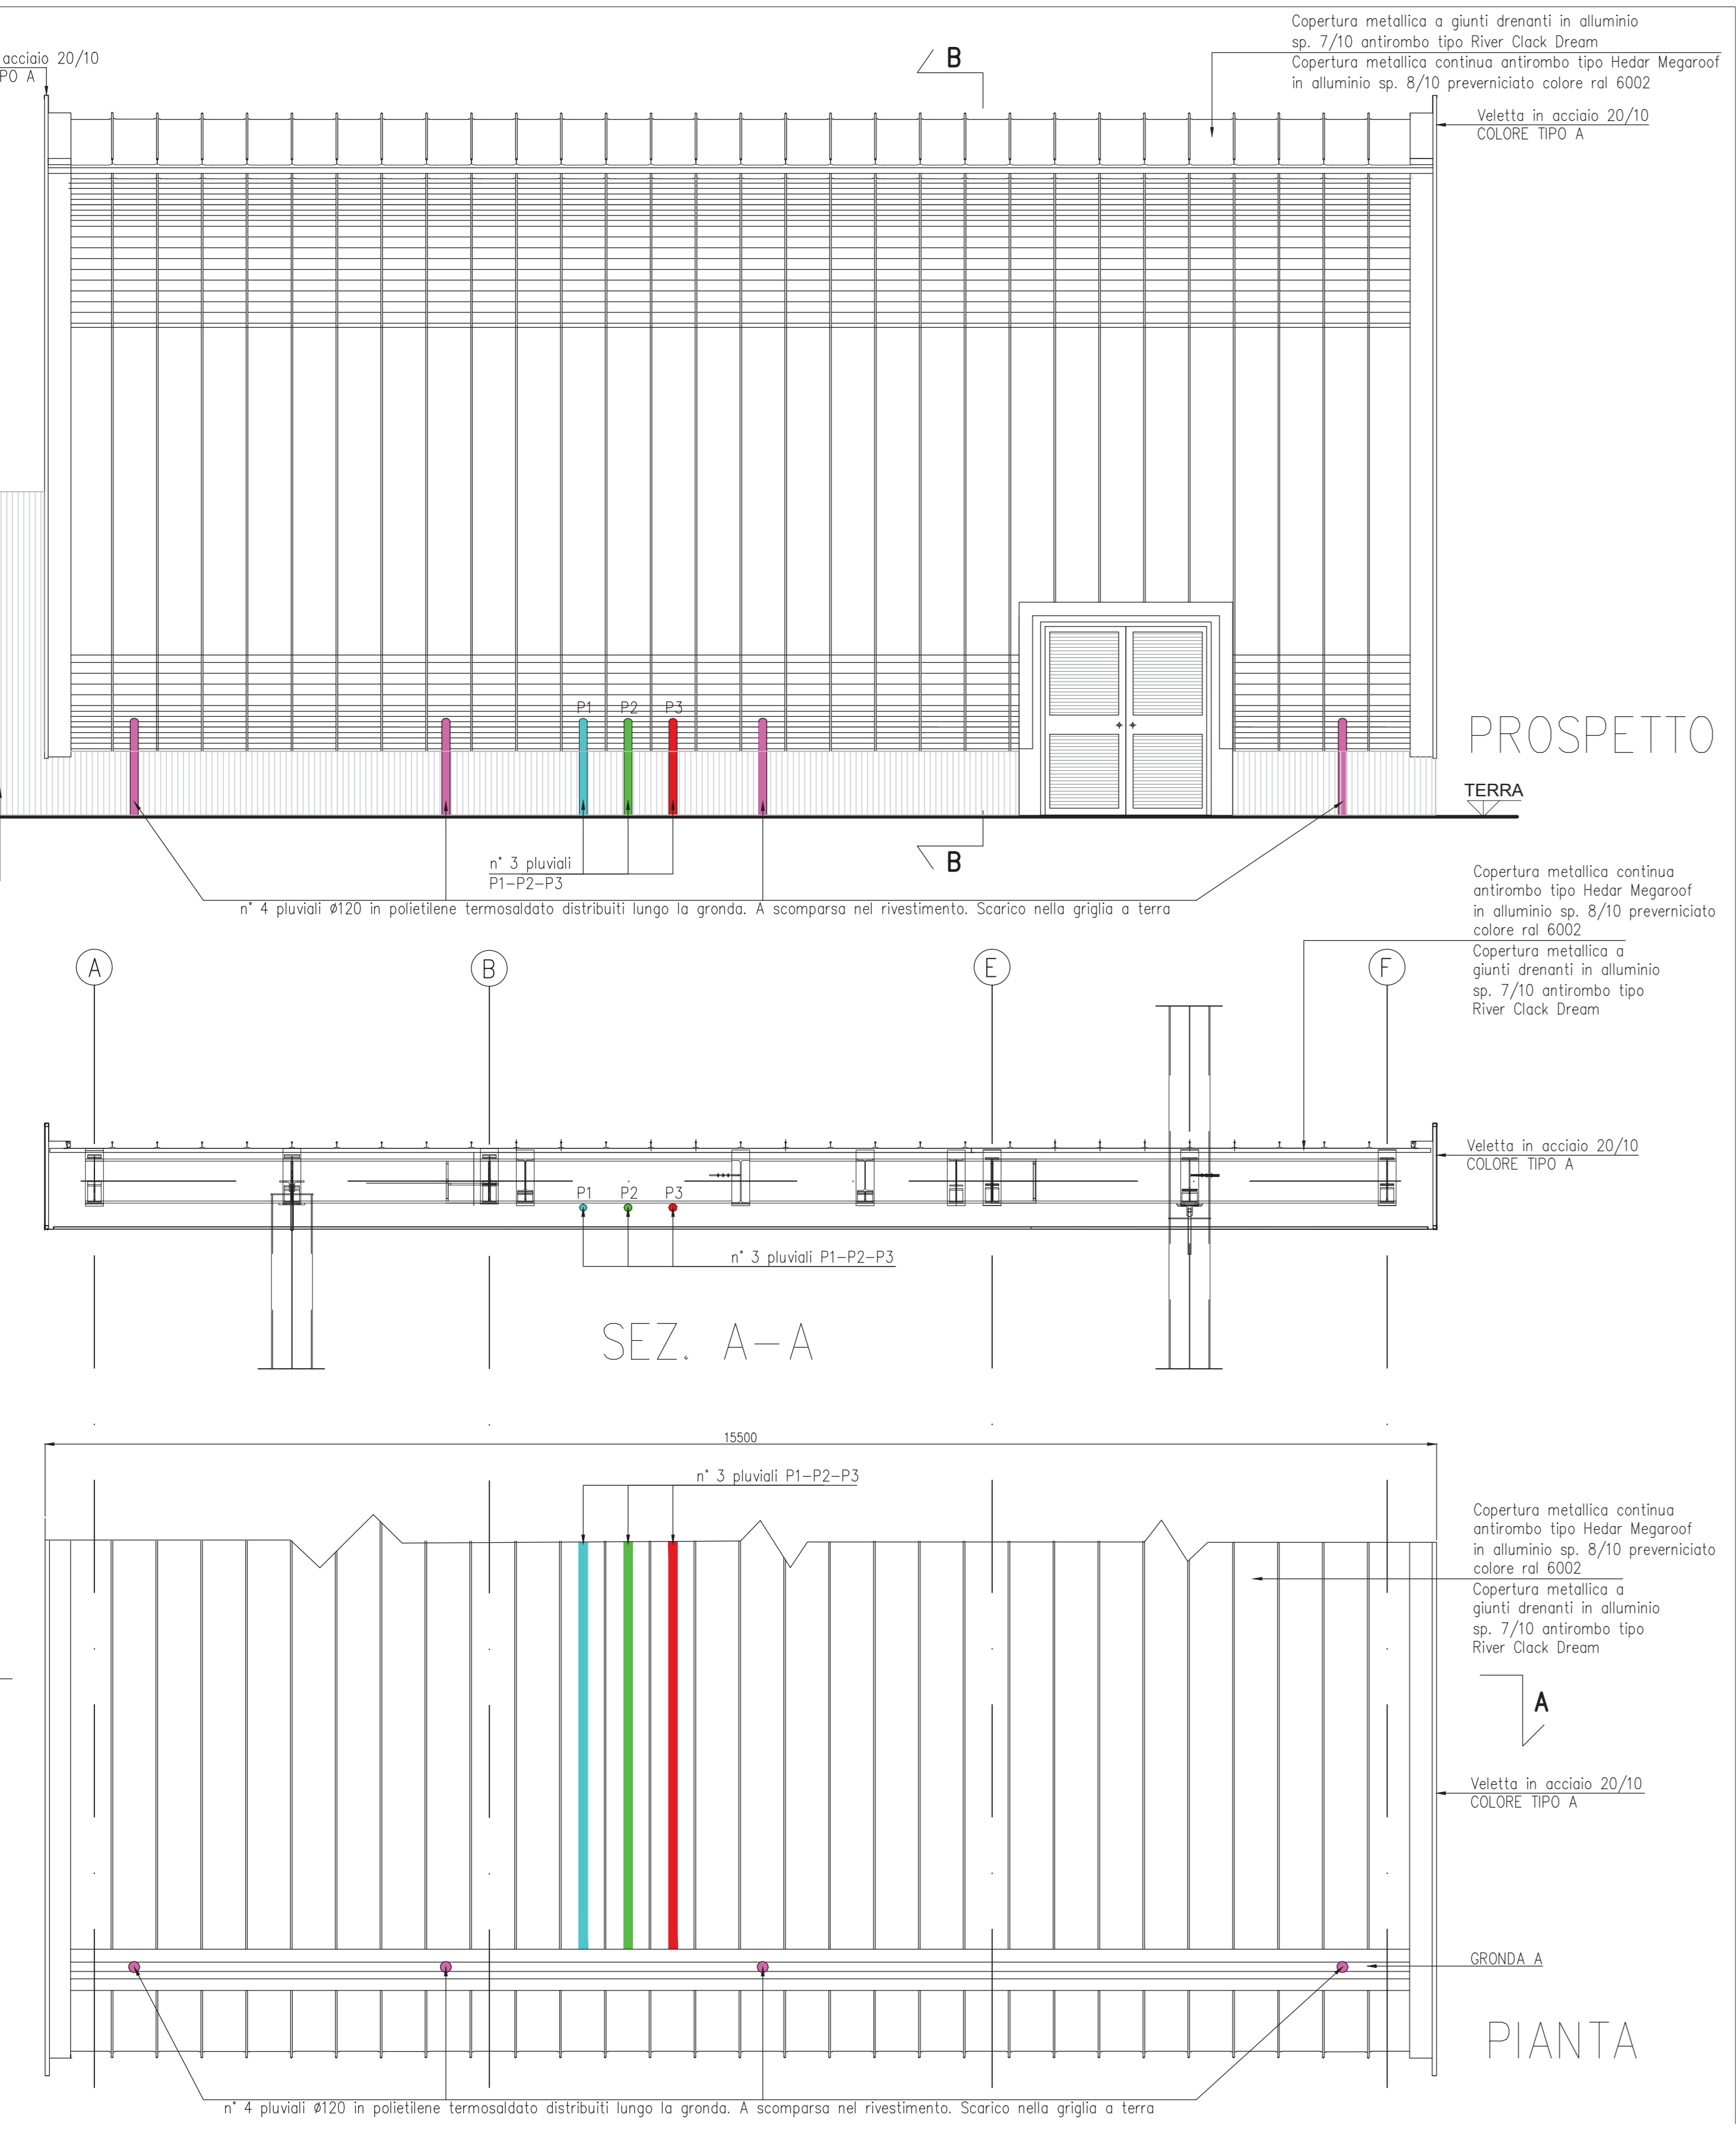 acciaio 20/10
PO A
B
Copertura metallica a giunti drenanti in alluminio
sp. 7/10 antirombo tipo River Clack Dream
Copertura metallica continua antirombo tipo Hedar Megaroof
in alluminio sp. 8/10 preverniciato colore ral 6002
Veletta in acciaio 20/10
COLORE TIPO A
P1 P2 P3
PROSPETTO
TERRA
n° 3 pluviali
P1-P2-P3
B
n° 4 pluviali ø120 in polietilene termosaldato distribuiti lungo la gronda. A scomparsa nel rivestimento. Scarico nella griglia a terra
Copertura metallica continua
antirombo tipo Hedar Megaroof
in alluminio sp. 8/10 preverniciato
colore ral 6002
Copertura metallica a
giunti drenanti in alluminio
sp. 7/10 antirombo tipo
River Clack Dream
A B E F
Veletta in acciaio 20/10
COLORE TIPO A
P1 P2 P3
n° 3 pluviali P1-P2-P3
SEZ. A-A
15500
n° 3 pluviali P1-P2-P3
Copertura metallica continua
antirombo tipo Hedar Megaroof
in alluminio sp. 8/10 preverniciato
colore ral 6002
Copertura metallica a
giunti drenanti in alluminio
sp. 7/10 antirombo tipo
River Clack Dream
A
Veletta in acciaio 20/10
COLORE TIPO A
GRONDA A
PIANTA
n° 4 pluviali ø120 in polietilene termosaldato distribuiti lungo la gronda. A scomparsa nel rivestimento. Scarico nella griglia a terra